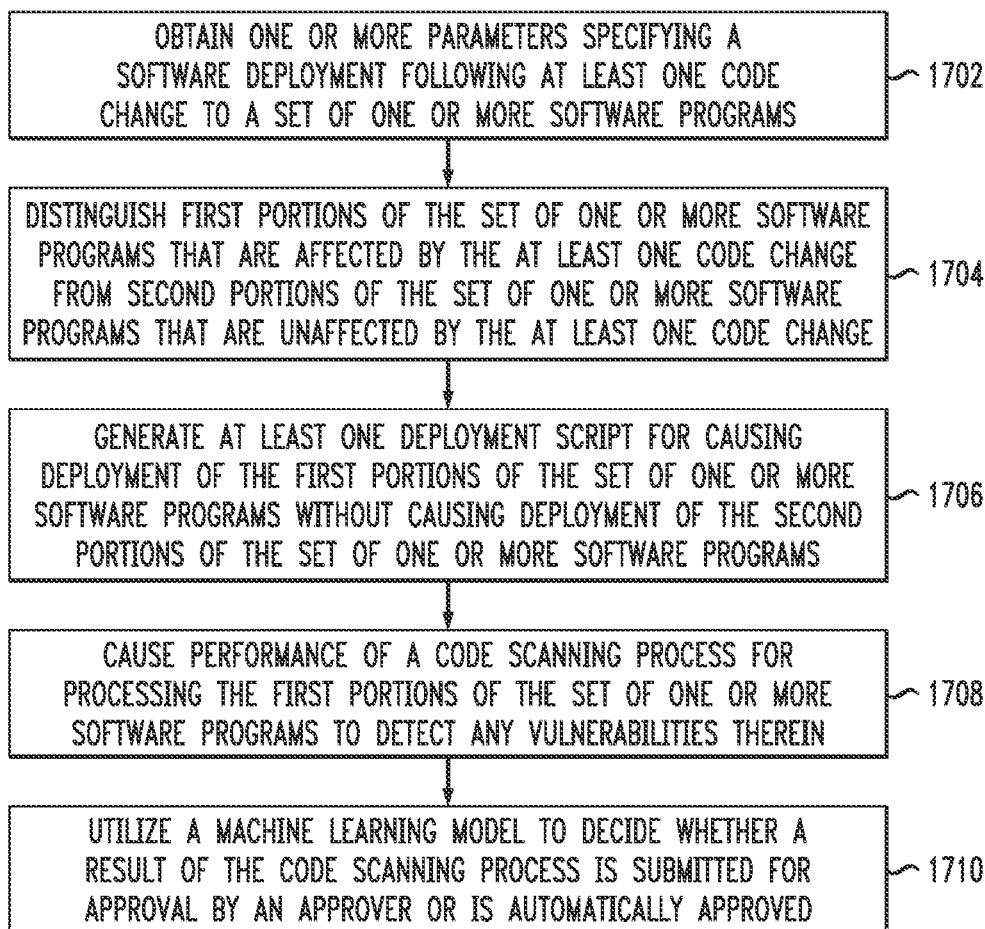 OBTAIN ONE OR MORE PARAMETERS SPECIFYING A
SOFTWARE DEPLOYMENT FOLLOWING AT LEAST ONE CODE
CHANGE TO A SET OF ONE OR MORE SOFTWARE PROGRAMS
1702
DISTINGUISH FIRST PORTIONS OF THE SET OF ONE OR MORE SOFTWARE
PROGRAMS THAT ARE AFFECTED BY THE AT LEAST ONE CODE CHANGE
FROM SECOND PORTIONS OF THE SET OF ONE OR MORE SOFTWARE
PROGRAMS THAT ARE UNAFFECTED BY THE AT LEAST ONE CODE CHANGE
1704
GENERATE AT LEAST ONE DEPLOYMENT SCRIPT FOR CAUSING
DEPLOYMENT OF THE FIRST PORTIONS OF THE SET OF ONE OR MORE
SOFTWARE PROGRAMS WITHOUT CAUSING DEPLOYMENT OF THE SECOND
PORTIONS OF THE SET OF ONE OR MORE SOFTWARE PROGRAMS
1706
CAUSE PERFORMANCE OF A CODE SCANNING PROCESS FOR
PROCESSING THE FIRST PORTIONS OF THE SET OF ONE OR MORE
SOFTWARE PROGRAMS TO DETECT ANY VULNERABILITIES THEREIN
1708
UTILIZE A MACHINE LEARNING MODEL TO DECIDE WHETHER A
RESULT OF THE CODE SCANNING PROCESS IS SUBMITTED FOR
APPROVAL BY AN APPROVER OR IS AUTOMATICALLY APPROVED
1710